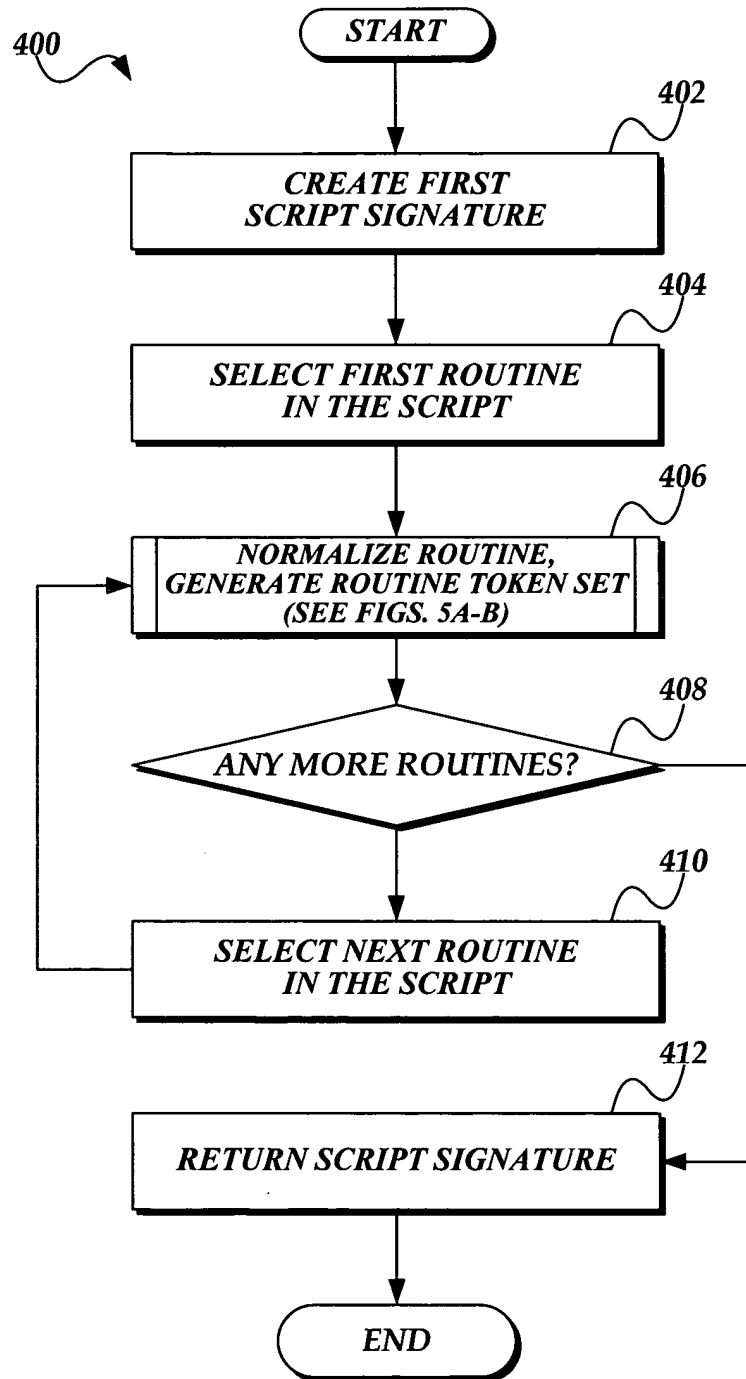 START
400
402
CREATE FIRST
SCRIPT SIGNATURE
404
SELECT FIRST ROUTINE
IN THE SCRIPT
406
NORMALIZE ROUTINE,
GENERATE ROUTINE TOKEN SET
(SEE FIGS. 5A-B)
408
ANY MORE ROUTINES?
410
SELECT NEXT ROUTINE
IN THE SCRIPT
412
RETURN SCRIPT SIGNATURE
END